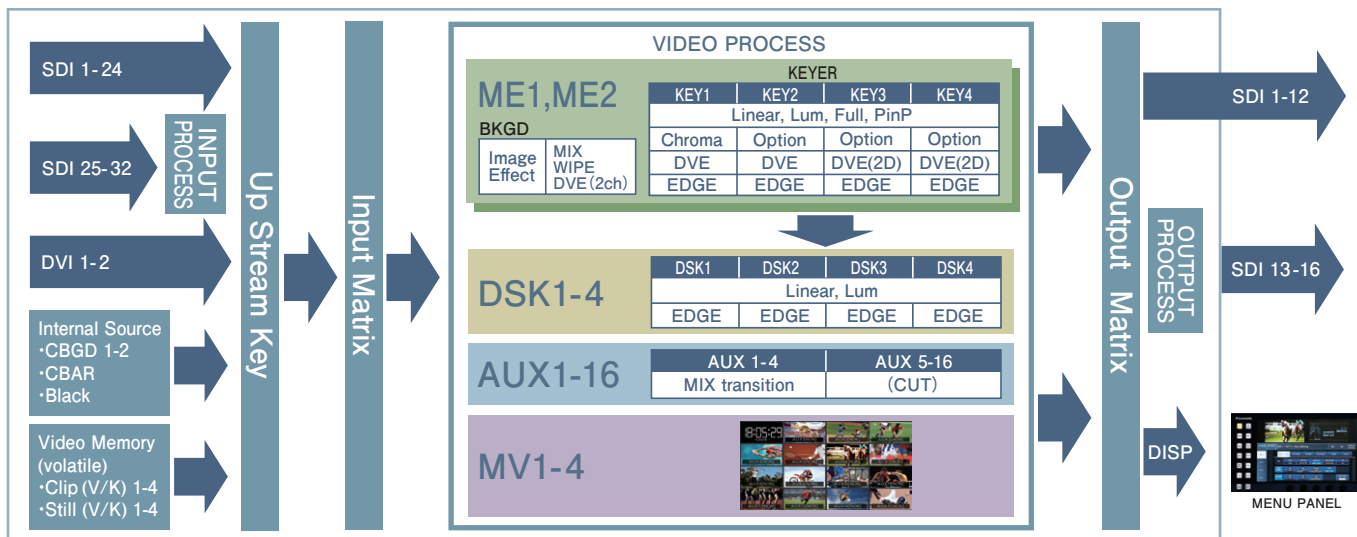 SDI 1-24
SDI 25-32
INPUT
PROCESS
DVI 1-2
Internal Source
・CBGD 1-2
・CBAR
・Black
Video Memory
(volatile)
・Clip (V/K) 1-4
・Still (V/K) 1-4
Up Stream Key
Input Matrix
VIDEO PROCESS
ME1,ME2
BKGD
Image
Effect
MIX
WIPE
DVE(2ch)
KEYER
KEY1 KEY2 KEY3 KEY4
Linear, Lum, Full, PinP
Chroma Option Option Option
DVE DVE DVE(2D) DVE(2D)
EDGE EDGE EDGE EDGE
DSK1-4
DSK1 DSK2 DSK3 DSK4
Linear, Lum
EDGE EDGE EDGE EDGE
AUX1-16
AUX 1-4 AUX 5-16
MIX transition (CUT)
MV1-4
18:05:29
Output Matrix
OUTPUT
PROCESS
SDI 1-12
SDI 13-16
DISP
MENU PANEL